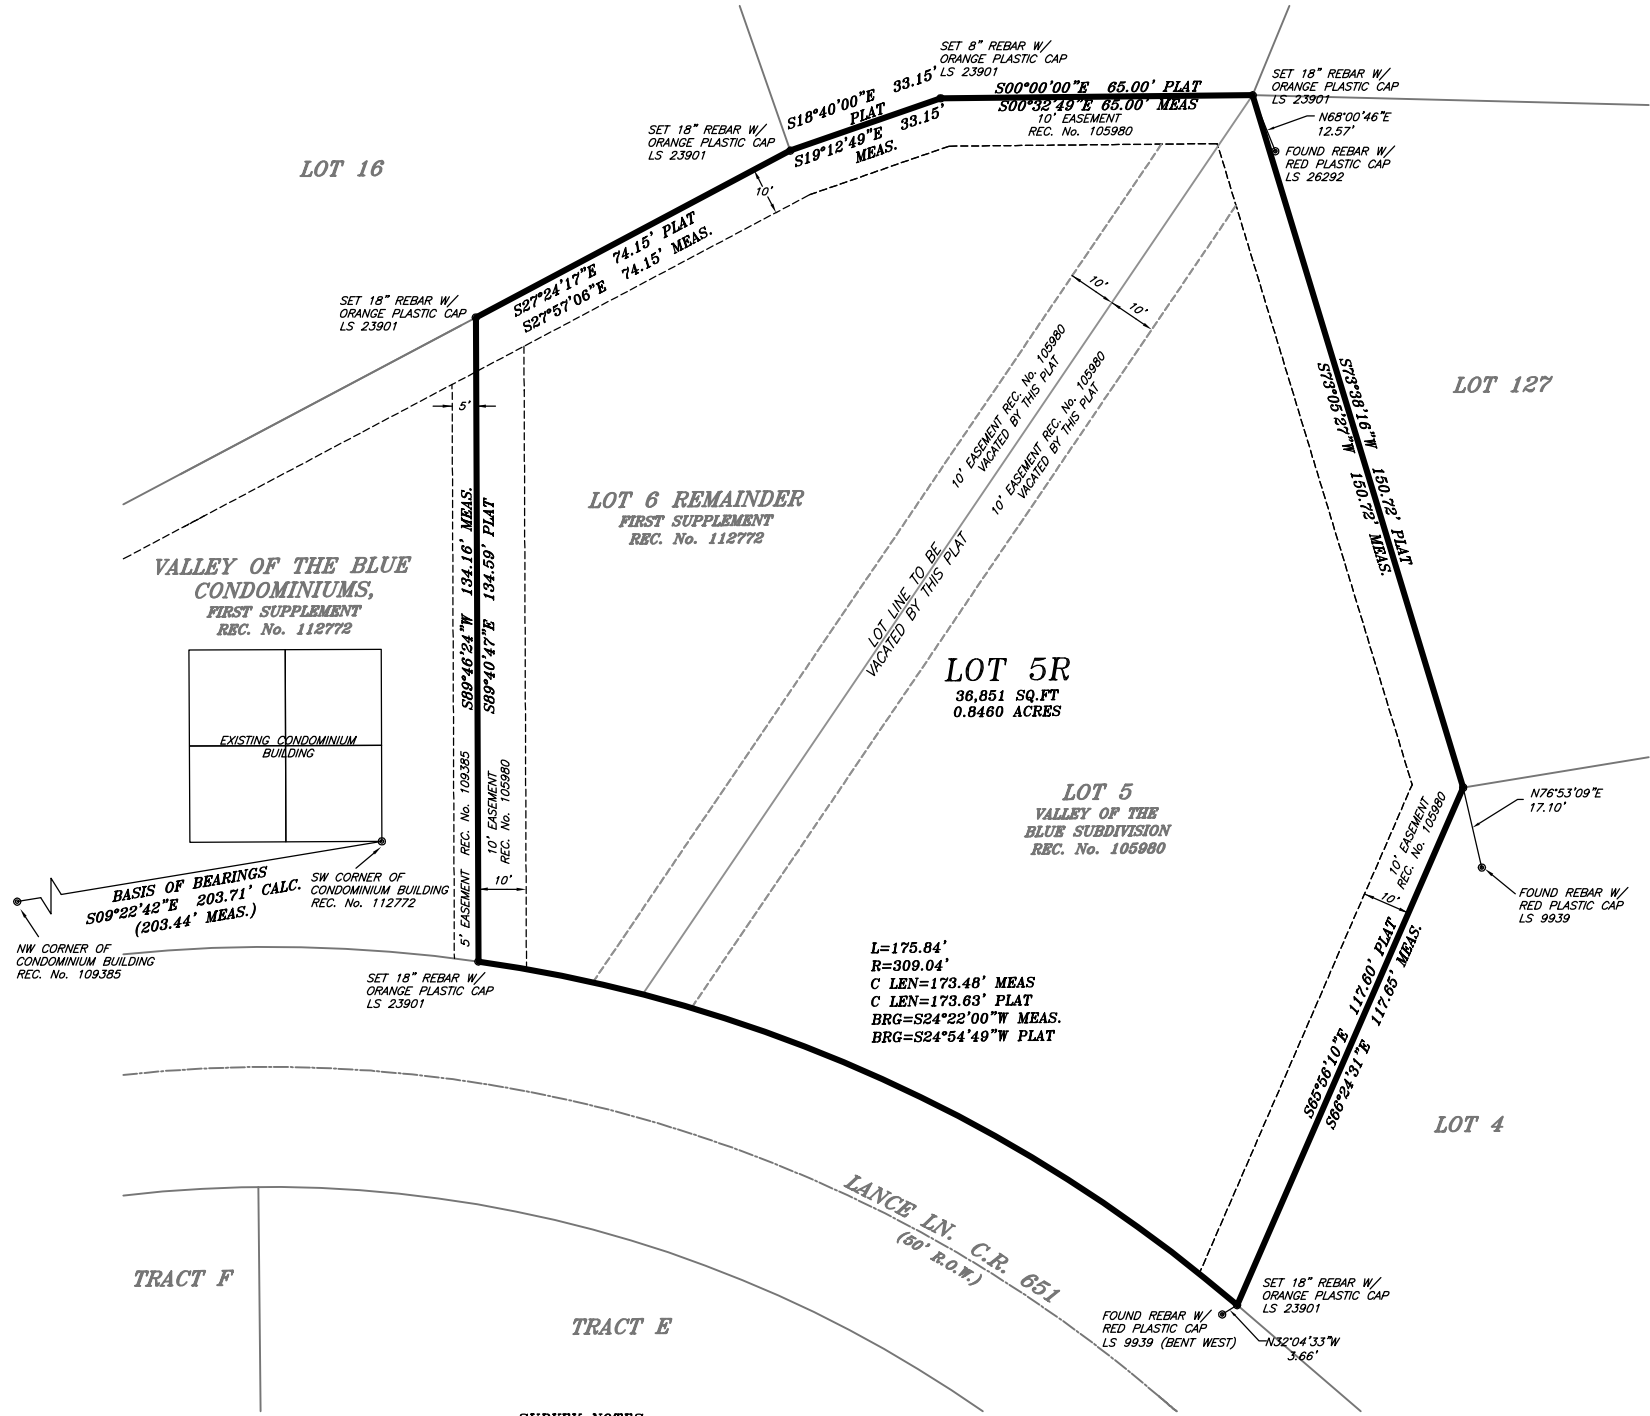 SET 8" REBAR W/
ORANGE PLASTIC CAP
LS 23901
S18°40'00"E 33.15'
PLAT
S19°12'49"E 33.15'
MEAS.
S00°00'00"E 65.00' PLAT
S00°32'49"E 65.00' MEAS
10' EASEMENT
REC. No. 105980
SET 18" REBAR W/
ORANGE PLASTIC CAP
LS 23901
N68°00'46"E
12.57'
FOUND REBAR W/
RED PLASTIC CAP
LS 26292
SET 18" REBAR W/
ORANGE PLASTIC CAP
LS 23901
LOT 16
10'
S27°24'17"E 74.15' PLAT
S27°57'06"E 74.15' MEAS.
SET 18" REBAR W/
ORANGE PLASTIC CAP
LS 23901
10'
10'
10' EASEMENT REC. No. 105980
VACATED BY THIS PLAT
10' EASEMENT REC. No. 105980
VACATED BY THIS PLAT
S73°38'16"W 150.72' PLAT
S73°05'27"W 150.72' MEAS.
LOT 127
5'
LOT 6 REMAINDER
FIRST SUPPLEMENT
REC. No. 112772
S89°46'24"W 134.16' MEAS.
S89°40'47"E 134.59' PLAT
VALLEY OF THE BLUE
CONDOMINIUMS,
FIRST SUPPLEMENT
REC. No. 112772
LOT LINE TO BE
VACATED BY THIS PLAT
LOT 5R
36,851 SQ.FT
0.8460 ACRES
EXISTING CONDOMINIUM
BUILDING
5' EASEMENT REC. No. 109385
10' EASEMENT
REC. No. 105980
10'
LOT 5
VALLEY OF THE
BLUE SUBDIVISION
REC. No. 105980
10' EASEMENT
REC. No. 105980
10'
N76°53'09"E
17.10'
FOUND REBAR W/
RED PLASTIC CAP
LS 9939
BASIS OF BEARINGS
S09°22'42"E 203.71' CALC.
(203.44' MEAS.)
SW CORNER OF
CONDOMINIUM BUILDING
REC. No. 112772
NW CORNER OF
CONDOMINIUM BUILDING
REC. No. 109385
SET 18" REBAR W/
ORANGE PLASTIC CAP
LS 23901
L=175.84'
R=309.04'
C LEN=173.48' MEAS
C LEN=173.63' PLAT
BRG=S24°22'00"W MEAS.
BRG=S24°54'49"W PLAT
S65°56'10"E 117.60' PLAT
S66°24'31"E 117.65' MEAS.
LOT 4
LANCE LN. C.R. 651
(50' R.O.W.)
TRACT F
TRACT E
SET 18" REBAR W/
ORANGE PLASTIC CAP
LS 23901
FOUND REBAR W/
RED PLASTIC CAP
LS 9939 (BENT WEST)
N32°04'33"W
3.66'
SURVEY NOTES